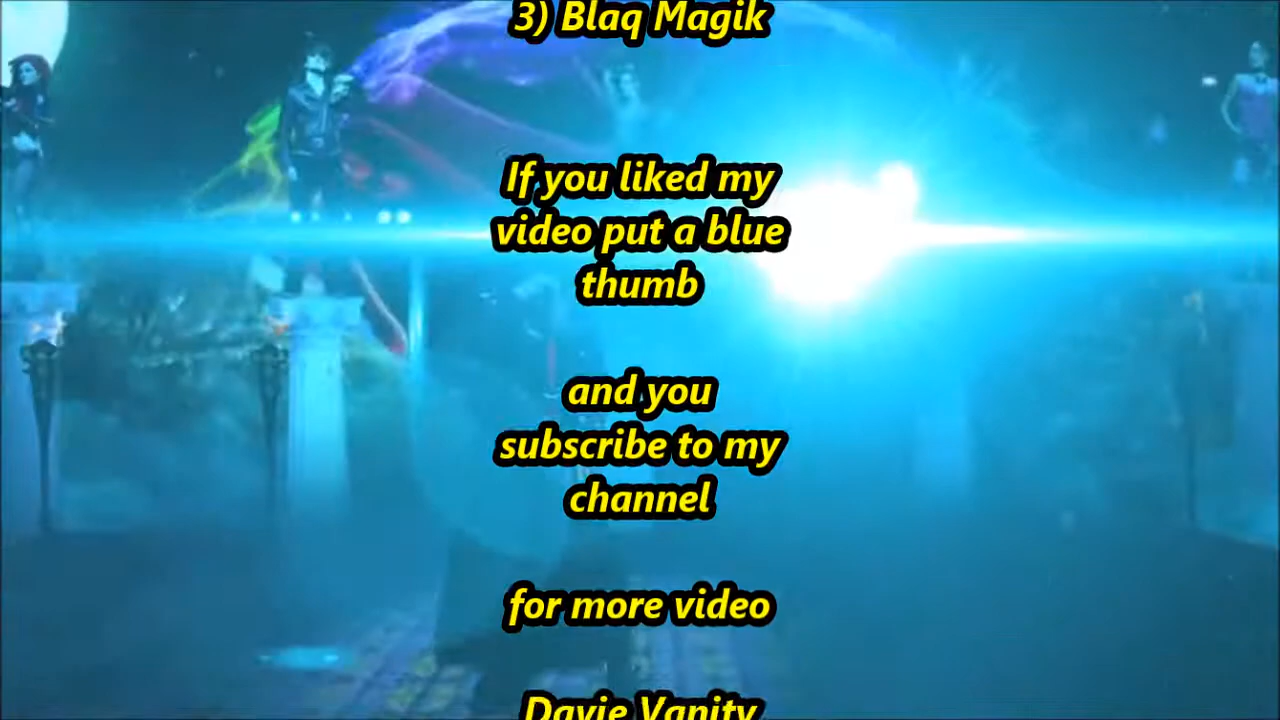 3) Blaq Magik
If you liked my
video put a blue
thumb
and you
subscribe to my
channel
for more video
Davie Vanity